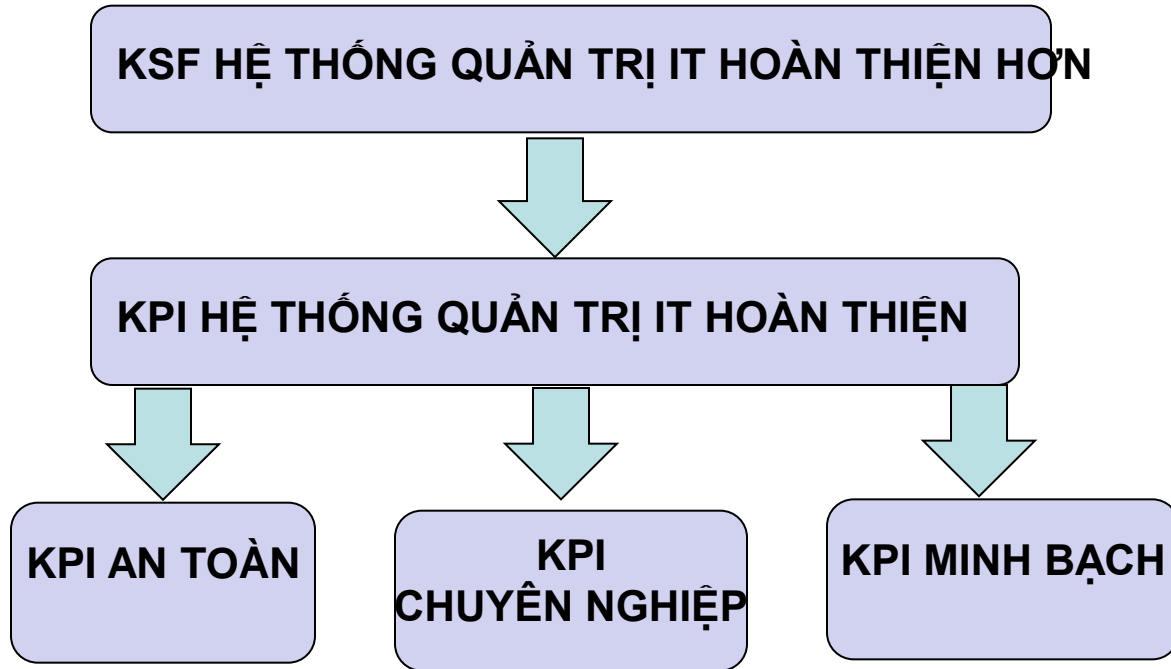 KSF HỆ THỐNG QUẢN TRỊ IT HOÀN THIỆN HƠN
KPI HỆ THỐNG QUẢN TRỊ IT HOÀN THIỆN
KPI AN TOÀN
KPI
CHUYÊN NGHIỆP
KPI MINH BẠCH